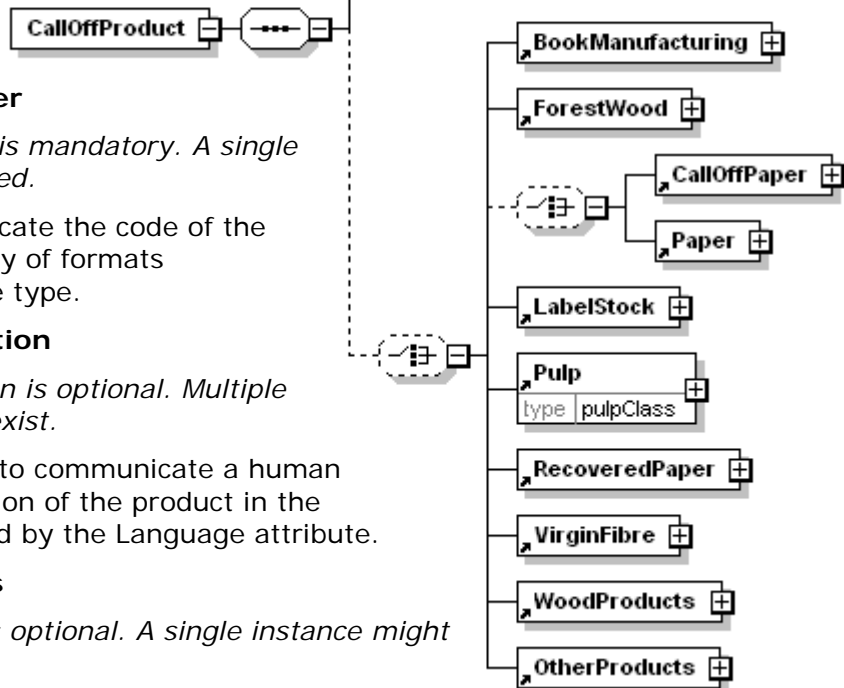 CallOffProduct
er
is mandatory. A single
ed.
cate the code of the
y of formats
e type.
tion
n is optional. Multiple
exist.
to communicate a human
on of the product in the
d by the Language attribute.
s
s optional. A single instance might
BookManufacturing
ForestWood
CallOffPaper
Paper
LabelStock
Pulp
type pulpClass
RecoveredPaper
VirginFibre
WoodProducts
OtherProducts